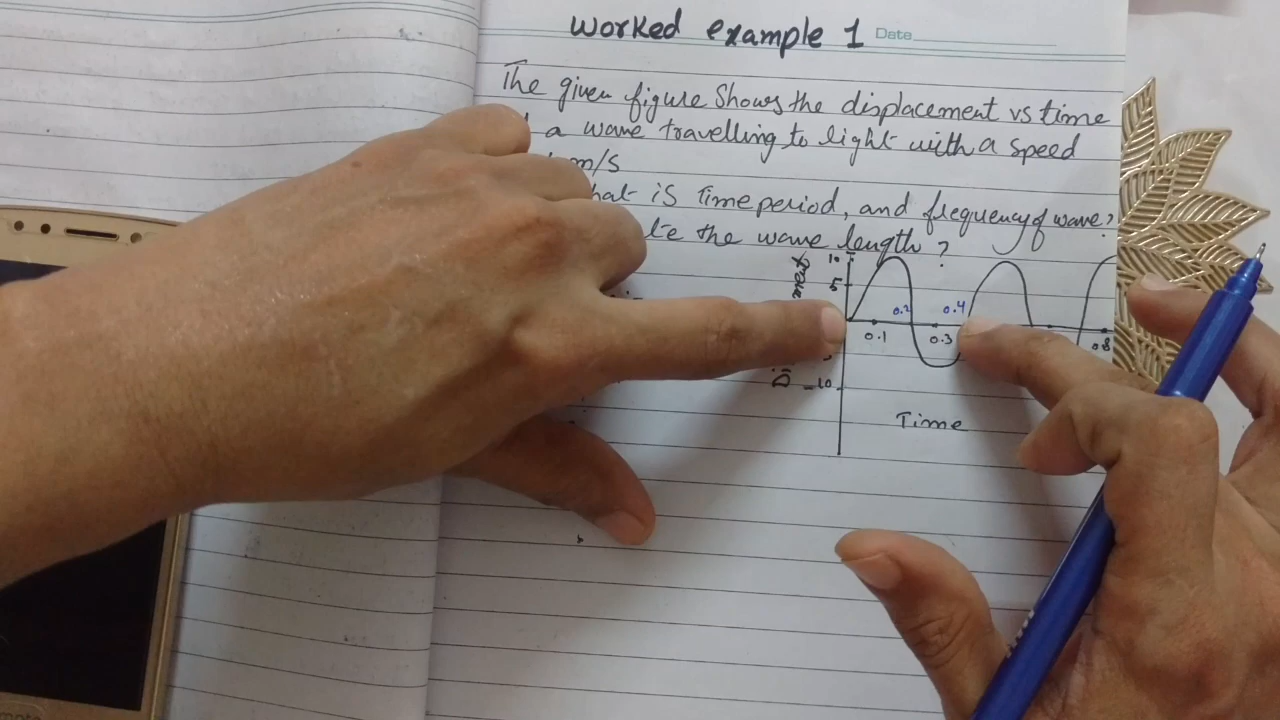 Worked example 1 Date
The given figure Shows the displacement vs time
a wave travelling to light with a speed
m/s
is Time period, and frequency of wave?
the wave length?
10
5
0.2 0.4
0.1 0.3 0.8
-10
Time